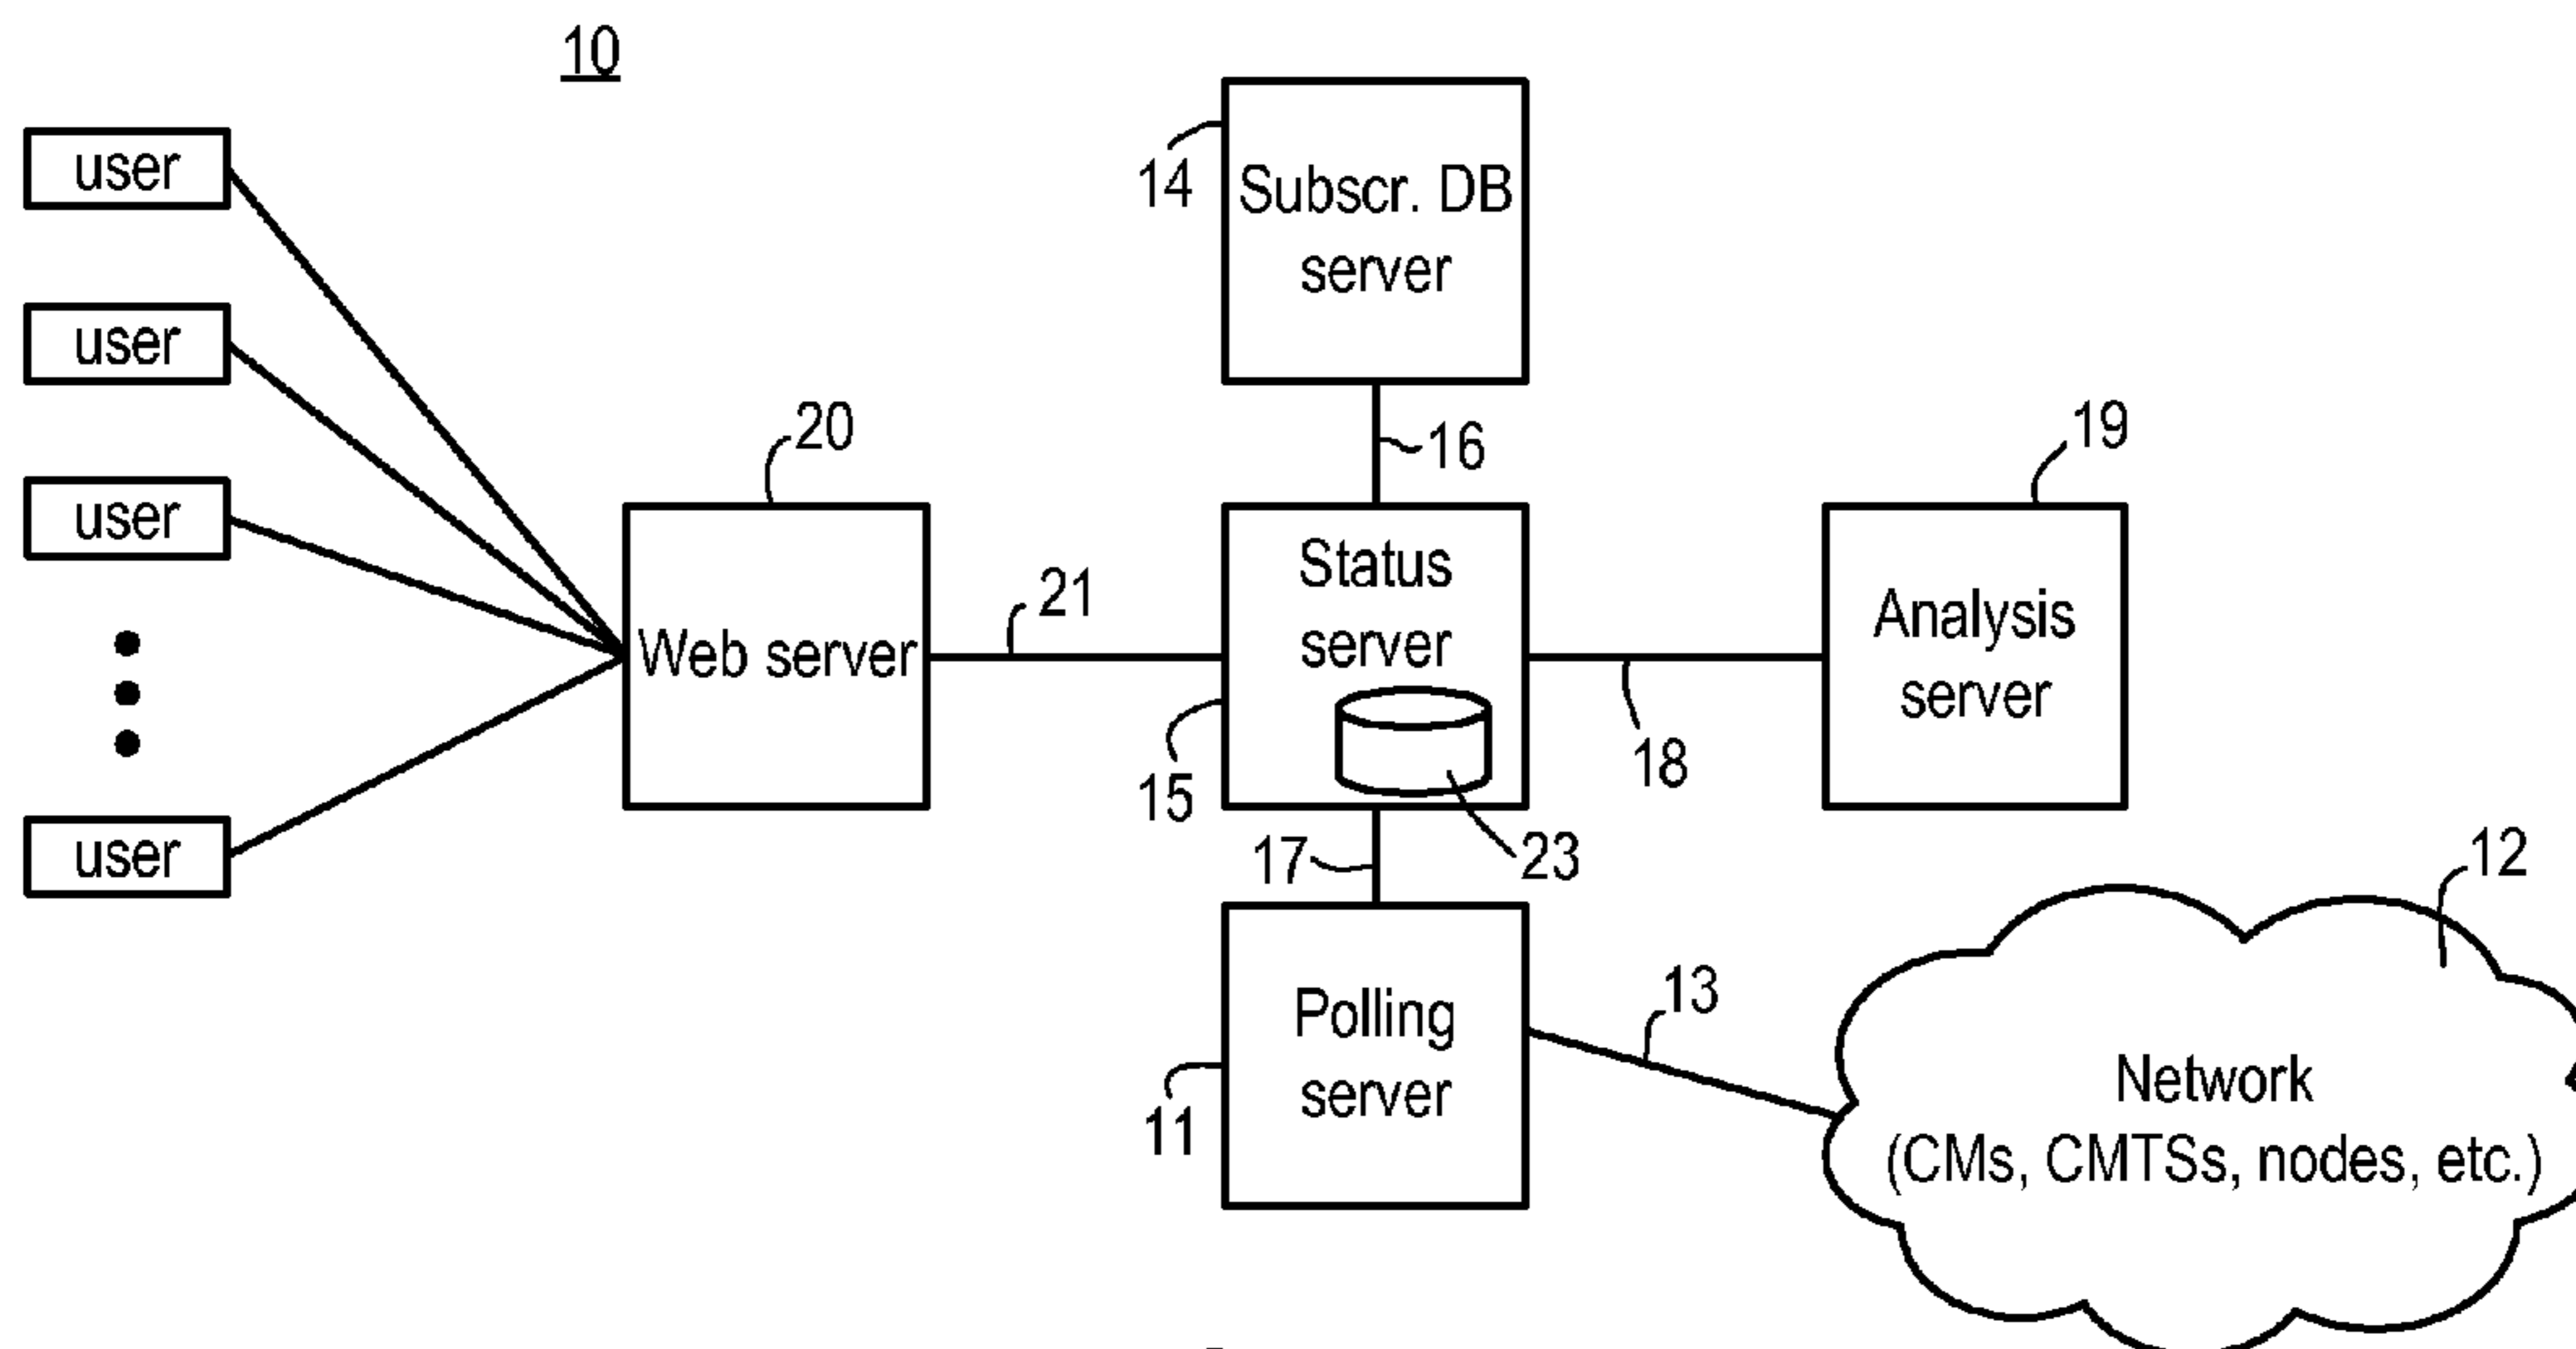 10
user
user
user
user
20
Web server
21
14
Subscr. DB
server
16
Status
server
15
23
17
18
19
Analysis
server
Polling
server
11
13
12
Network
(CMs, CMTSs, nodes, etc.)